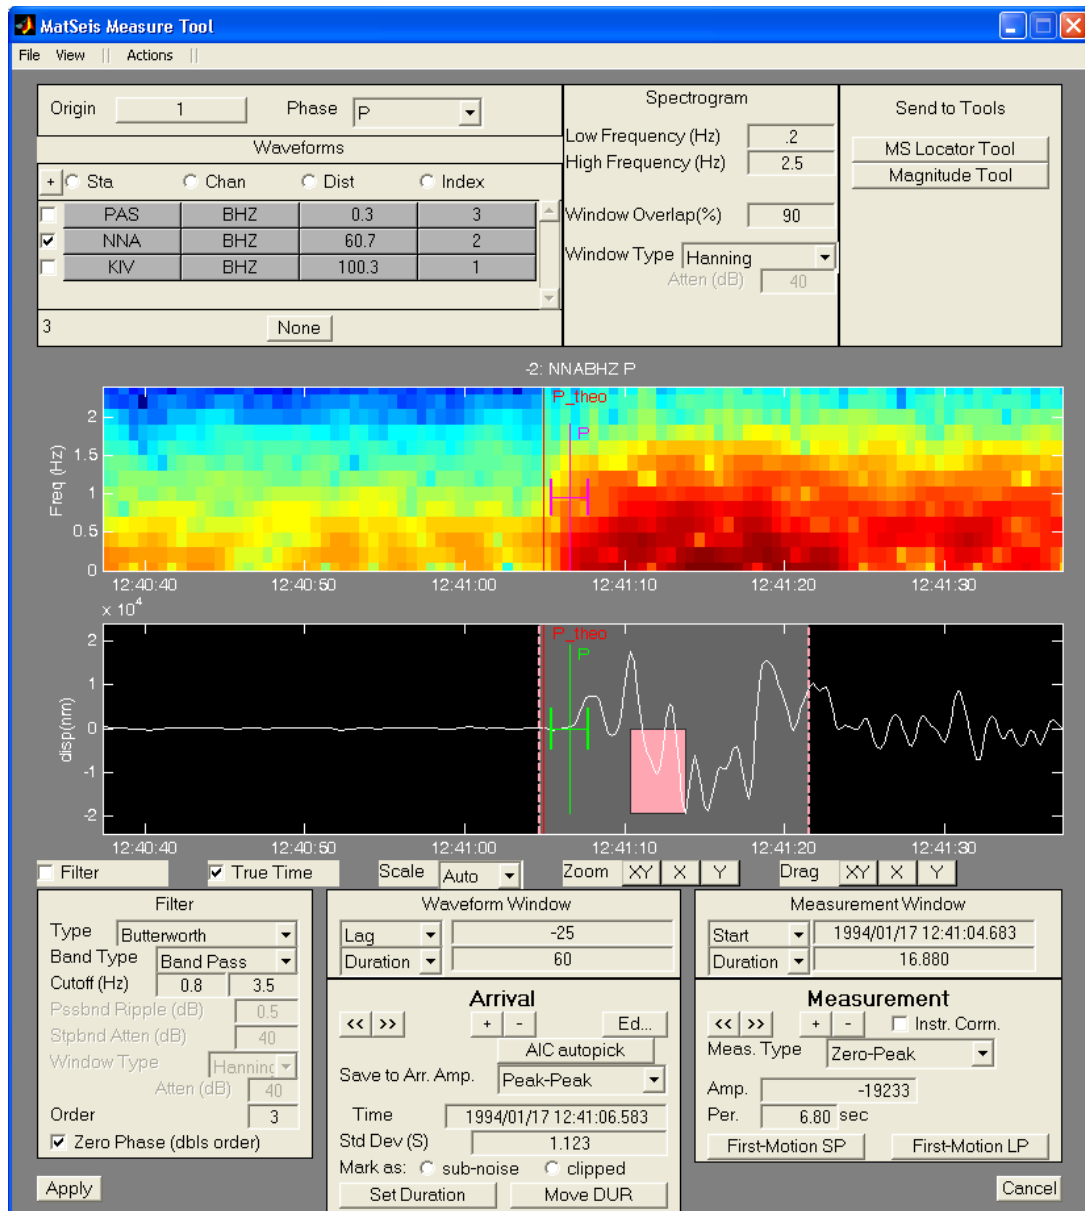 MatSeis Measure Tool
File View || Actions ||
Origin 1 Phase P
Waveforms
+ Sta Chan Dist Index
PAS BHZ 0.3 3
NNA BHZ 60.7 2
KIV BHZ 100.3 1
3 None
Spectrogram
Low Frequency (Hz) .2
High Frequency (Hz) 2.5
Window Overlap(%) 90
Window Type Hanning
Atten (dB) 40
Send to Tools
MS Locator Tool
Magnitude Tool
-2: NNABHZ P
P_theo
P
Freq (Hz)
2
1.5
1
0.5
0
12:40:40 12:40:50 12:41:00 12:41:10 12:41:20 12:41:30
x 10^4
P_theo
P
disp(nm)
2
1
0
-1
-2
12:40:40 12:40:50 12:41:00 12:41:10 12:41:20 12:41:30
Filter True Time Scale Auto Zoom XY X Y Drag XY X Y
Filter
Type Butterworth
Band Type Band Pass
Cutoff (Hz) 0.8 3.5
Pssbnd Ripple (dB) 0.5
Stpbnd Atten (dB) 40
Window Type Hanning
Atten (dB) 40
Order 3
Zero Phase (dbls order)
Apply
Waveform Window
Lag -25
Duration 60
Arrival
<< >> + - Ed...
AIC autopick
Save to Arr. Amp. Peak-Peak
Time 1994/01/17 12:41:06.583
Std Dev (S) 1.123
Mark as: sub-noise clipped
Set Duration Move DUR
Measurement Window
Start 1994/01/17 12:41:04.683
Duration 16.880
Measurement
<< >> + - Instr. Corrn.
Meas. Type Zero-Peak
Amp. -19233
Per. 6.80 sec
First-Motion SP First-Motion LP
Cancel